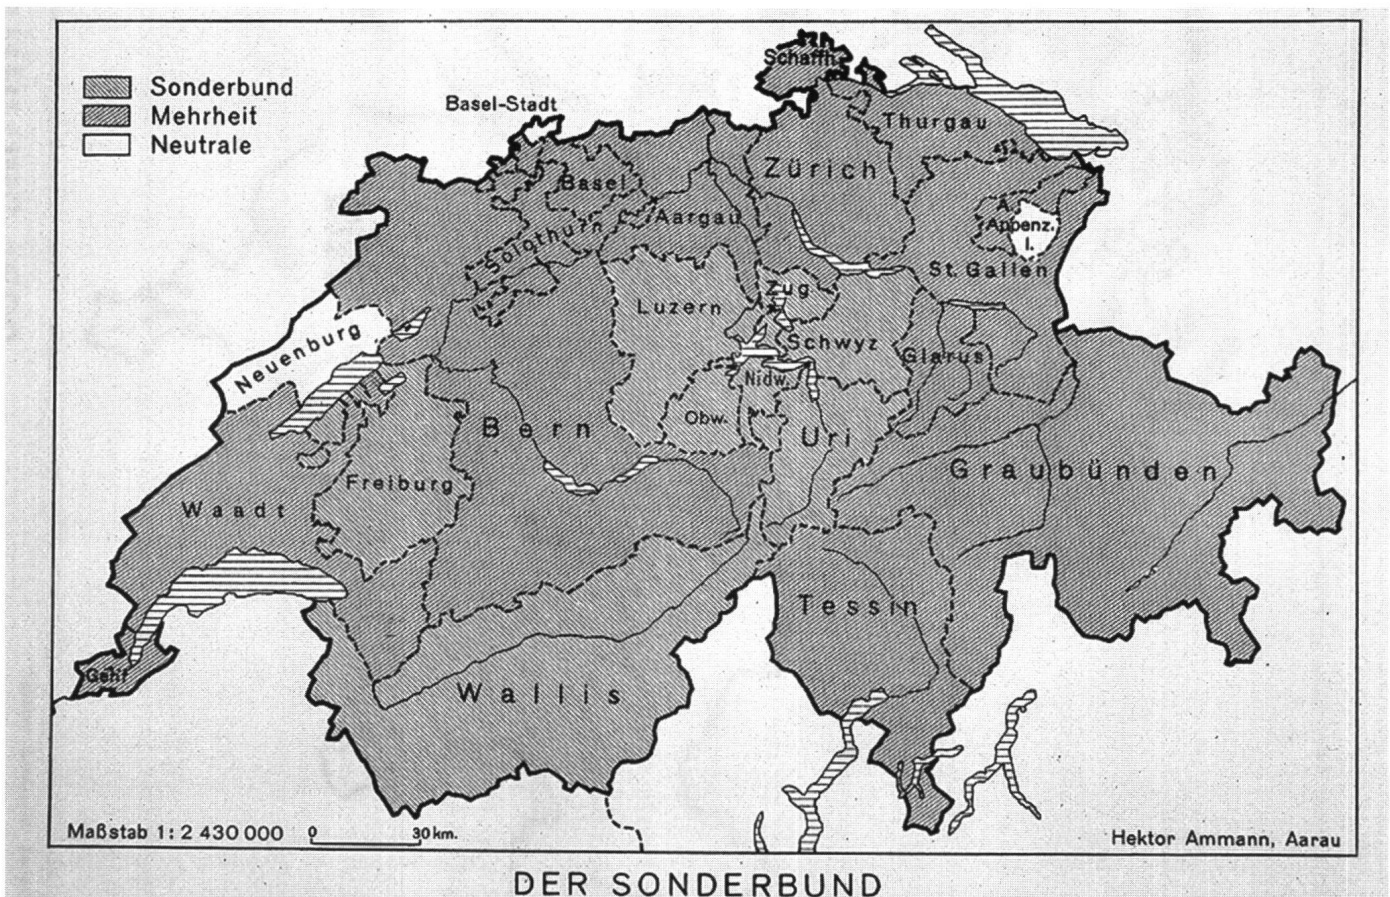 Sonderbund
Mehrheit
Neutrale
Basel-Stadt
Schaffh.
Thurgau
Zürich
Basel
Aargau
Solothurn
A.
Appenz.
I.
St. Gallen
Zug
Luzern
Schwyz
Glarus
Neuenburg
Nidw.
Obw.
Bern
Uri
Graubünden
Freiburg
Waadt
Tessin
Genf
Wallis
Maßstab 1:2 430 000
0 30 km.
Hektor Ammann, Aarau
DER SONDERBUND